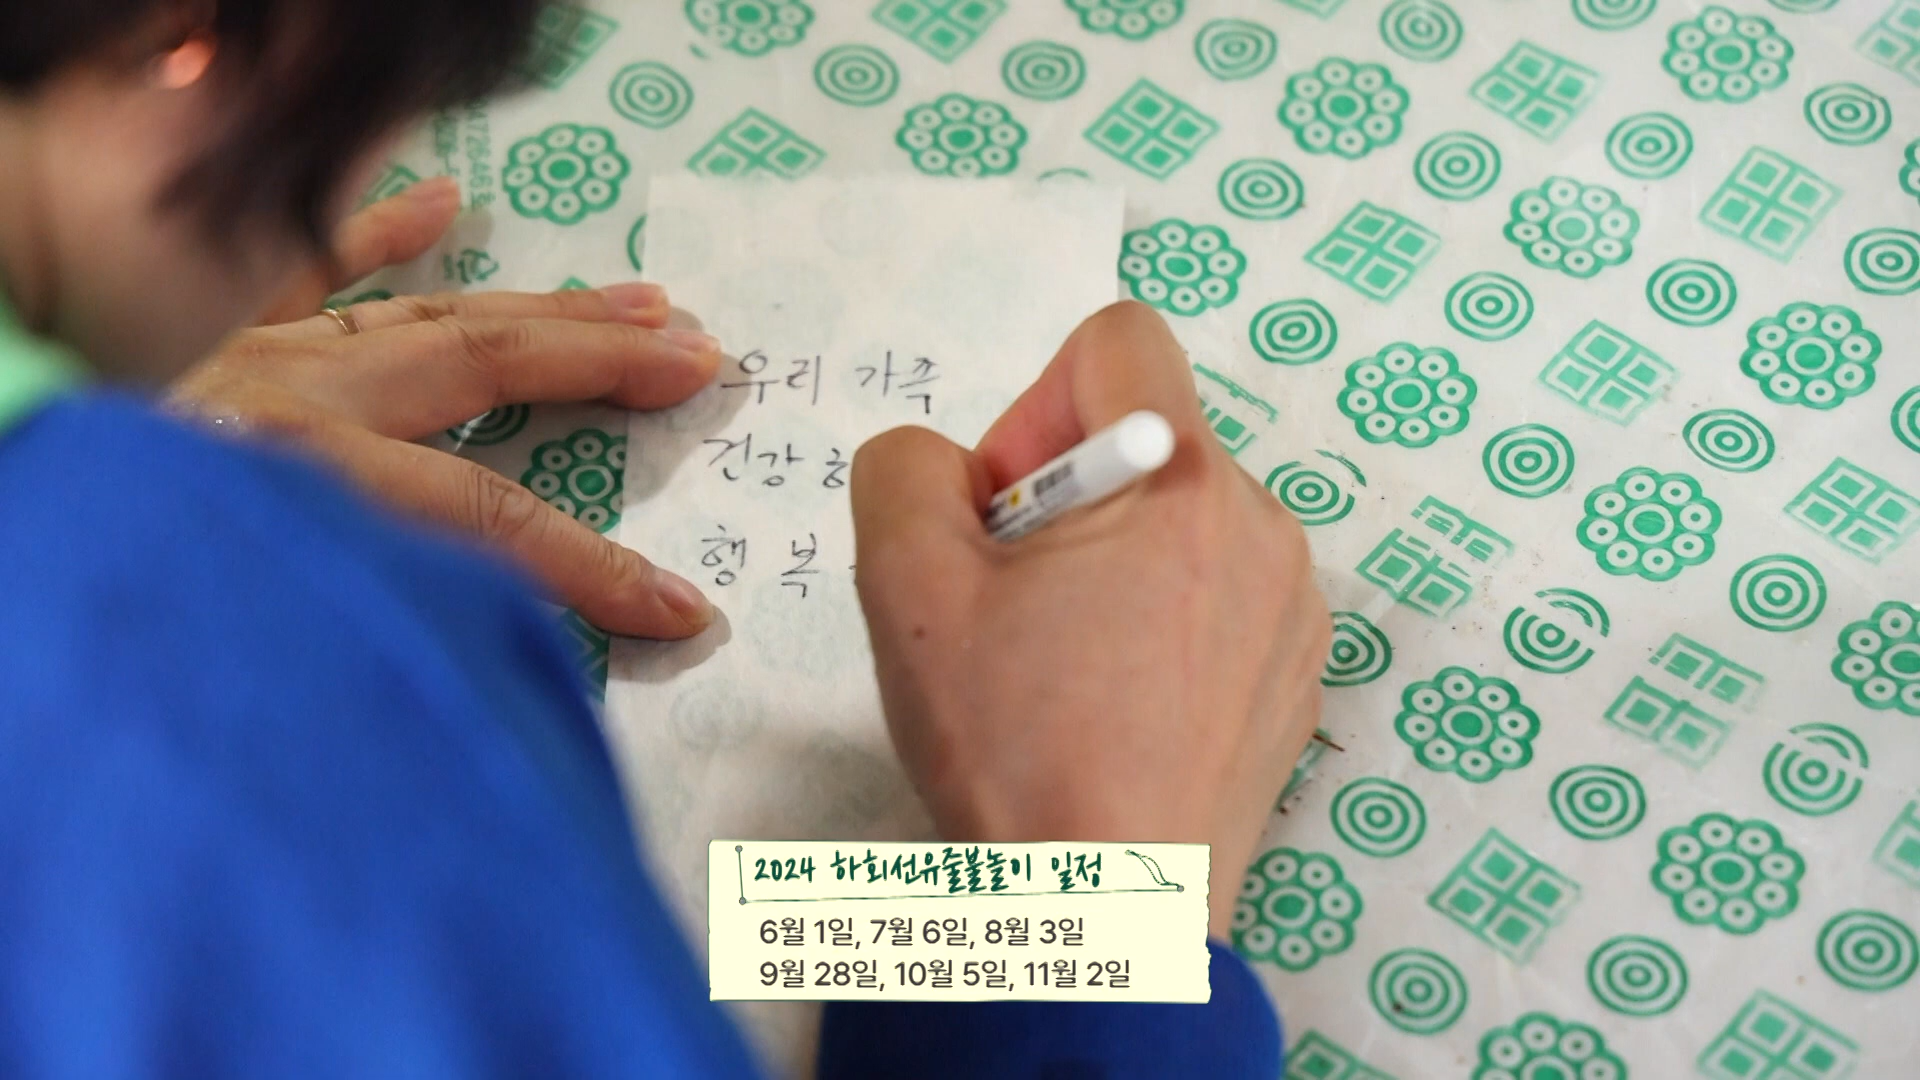 우리 가족
건강 하
행 복
2024 하회선유줄불놀이 일정
6월 1일, 7월 6일, 8월 3일
9월 28일, 10월 5일, 11월 2일